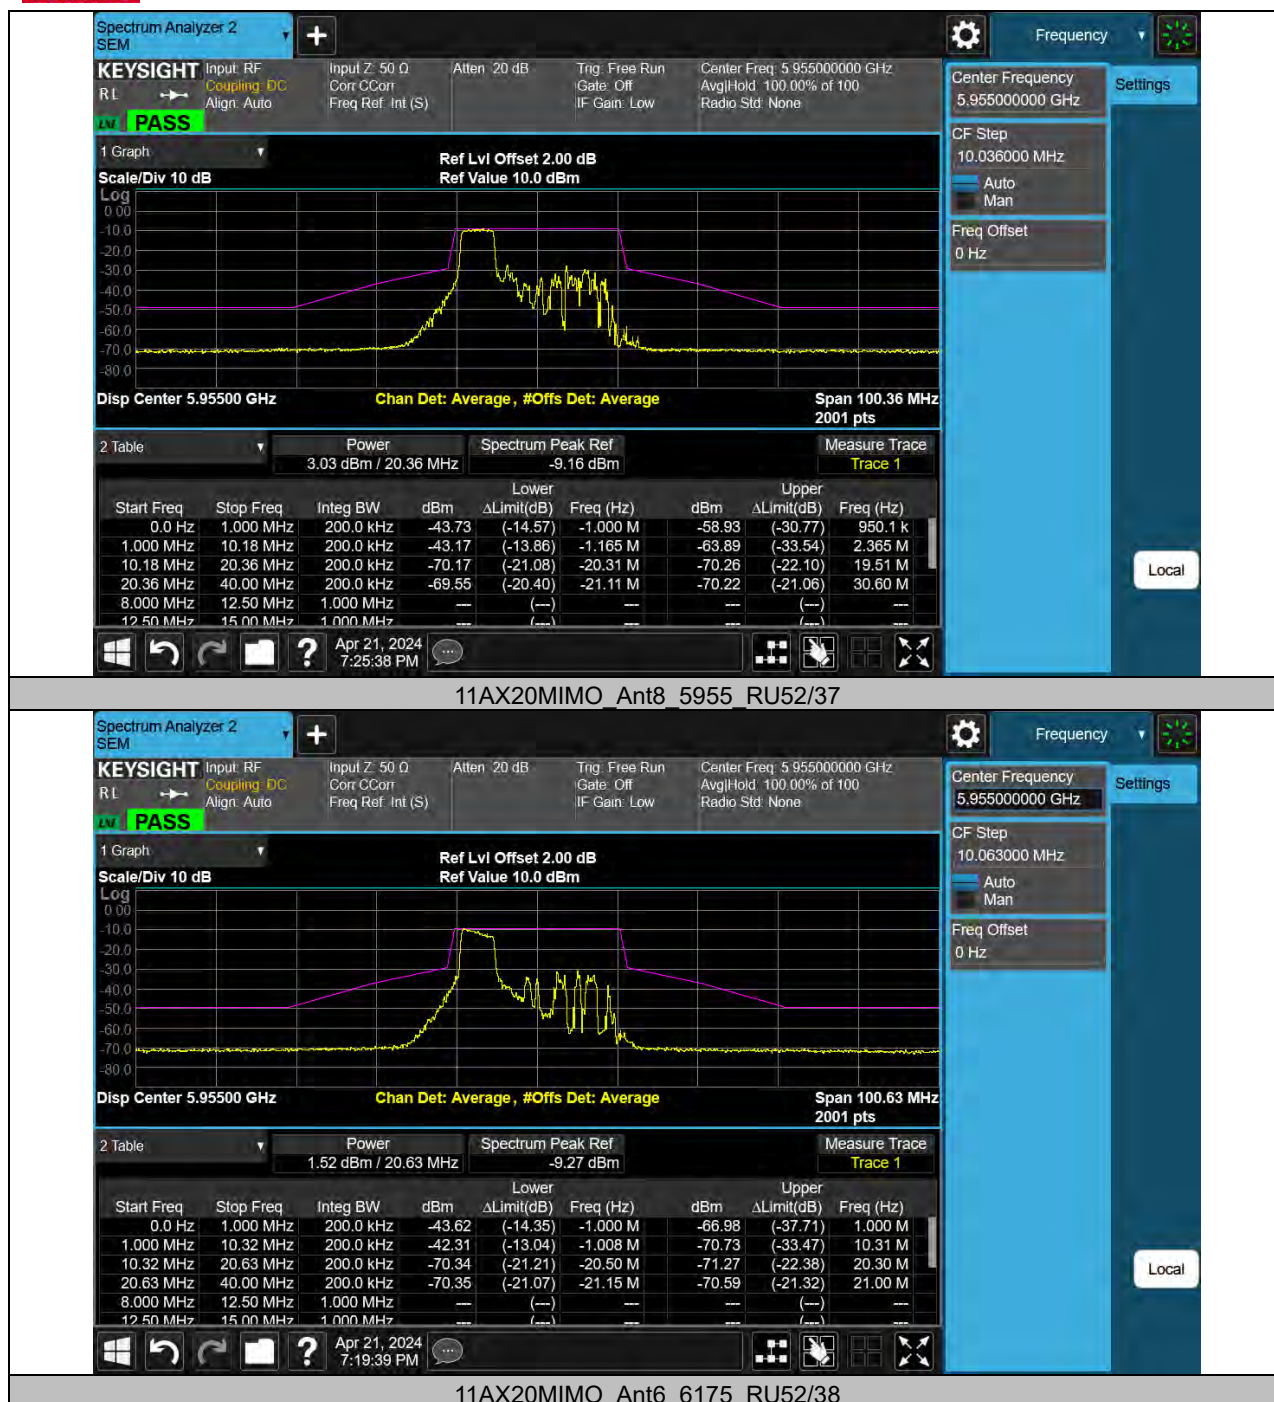 Spectrum Analyzer 2
SEM
Frequency
KEYSIGHT
R L
PASS
Input: RF
Coupling: DC
Align: Auto
Input Z: 50 Ω
Corr CCorr
Freq Ref: Int (S)
Atten: 20 dB
Trig: Free Run
Gate: Off
IF Gain: Low
Center Freq: 5.955000000 GHz
Avg|Hold: 100.00% of 100
Radio Std: None
Center Frequency
5.955000000 GHz
Settings
CF Step
10.036000 MHz
Auto
Man
Freq Offset
0 Hz
Local
1 Graph
Scale/Div 10 dB
Ref Lvl Offset 2.00 dB
Ref Value 10.0 dBm
Log
0.00
-10.0
-20.0
-30.0
-40.0
-50.0
-60.0
-70.0
-80.0
Disp Center 5.95500 GHz
Chan Det: Average, #Offs Det: Average
Span 100.36 MHz
2001 pts
2 Table
Power
3.03 dBm / 20.36 MHz
Spectrum Peak Ref
-9.16 dBm
Measure Trace
Trace 1
Lower Upper
Start Freq Stop Freq Integ BW dBm ΔLimit(dB) Freq (Hz) dBm ΔLimit(dB) Freq (Hz)
0.0 Hz 1.000 MHz 200.0 kHz -43.73 (-14.57) -1.000 M -58.93 (-30.77) 950.1 k
1.000 MHz 10.18 MHz 200.0 kHz -43.17 (-13.86) -1.165 M -63.89 (-33.54) 2.365 M
10.18 MHz 20.36 MHz 200.0 kHz -70.17 (-21.08) -20.31 M -70.26 (-22.10) 19.51 M
20.36 MHz 40.00 MHz 200.0 kHz -69.55 (-20.40) -21.11 M -70.22 (-21.06) 30.60 M
8.000 MHz 12.50 MHz 1.000 MHz --- (---) --- --- (---) ---
12.50 MHz 15.00 MHz 1.000 MHz --- (---) --- --- (---) ---
Apr 21, 2024
7:25:38 PM
11AX20MIMO_Ant8_5955_RU52/37
Spectrum Analyzer 2
SEM
Frequency
KEYSIGHT
R L
PASS
Input: RF
Coupling: DC
Align: Auto
Input Z: 50 Ω
Corr CCorr
Freq Ref: Int (S)
Atten: 20 dB
Trig: Free Run
Gate: Off
IF Gain: Low
Center Freq: 5.955000000 GHz
Avg|Hold: 100.00% of 100
Radio Std: None
Center Frequency
5.955000000 GHz
Settings
CF Step
10.063000 MHz
Auto
Man
Freq Offset
0 Hz
Local
1 Graph
Scale/Div 10 dB
Ref Lvl Offset 2.00 dB
Ref Value 10.0 dBm
Log
0.00
-10.0
-20.0
-30.0
-40.0
-50.0
-60.0
-70.0
-80.0
Disp Center 5.95500 GHz
Chan Det: Average, #Offs Det: Average
Span 100.63 MHz
2001 pts
2 Table
Power
1.52 dBm / 20.63 MHz
Spectrum Peak Ref
-9.27 dBm
Measure Trace
Trace 1
Lower Upper
Start Freq Stop Freq Integ BW dBm ΔLimit(dB) Freq (Hz) dBm ΔLimit(dB) Freq (Hz)
0.0 Hz 1.000 MHz 200.0 kHz -43.62 (-14.35) -1.000 M -66.98 (-37.71) 1.000 M
1.000 MHz 10.32 MHz 200.0 kHz -42.31 (-13.04) -1.008 M -70.73 (-33.47) 10.31 M
10.32 MHz 20.63 MHz 200.0 kHz -70.34 (-21.21) -20.50 M -71.27 (-22.38) 20.30 M
20.63 MHz 40.00 MHz 200.0 kHz -70.35 (-21.07) -21.15 M -70.59 (-21.32) 21.00 M
8.000 MHz 12.50 MHz 1.000 MHz --- (---) --- --- (---) ---
12.50 MHz 15.00 MHz 1.000 MHz --- (---) --- --- (---) ---
Apr 21, 2024
7:19:39 PM
11AX20MIMO_Ant6_6175_RU52/38